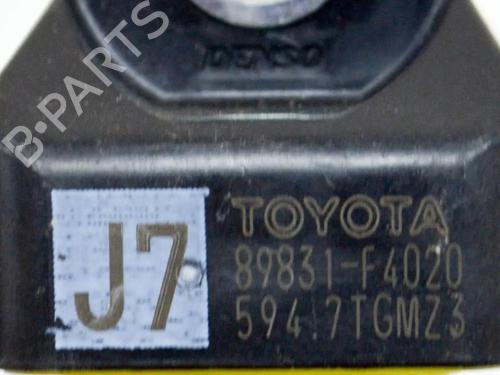 DENSO
B-PARTS
J7
TOYOTA
89831-F4020
594.7TGMZ3